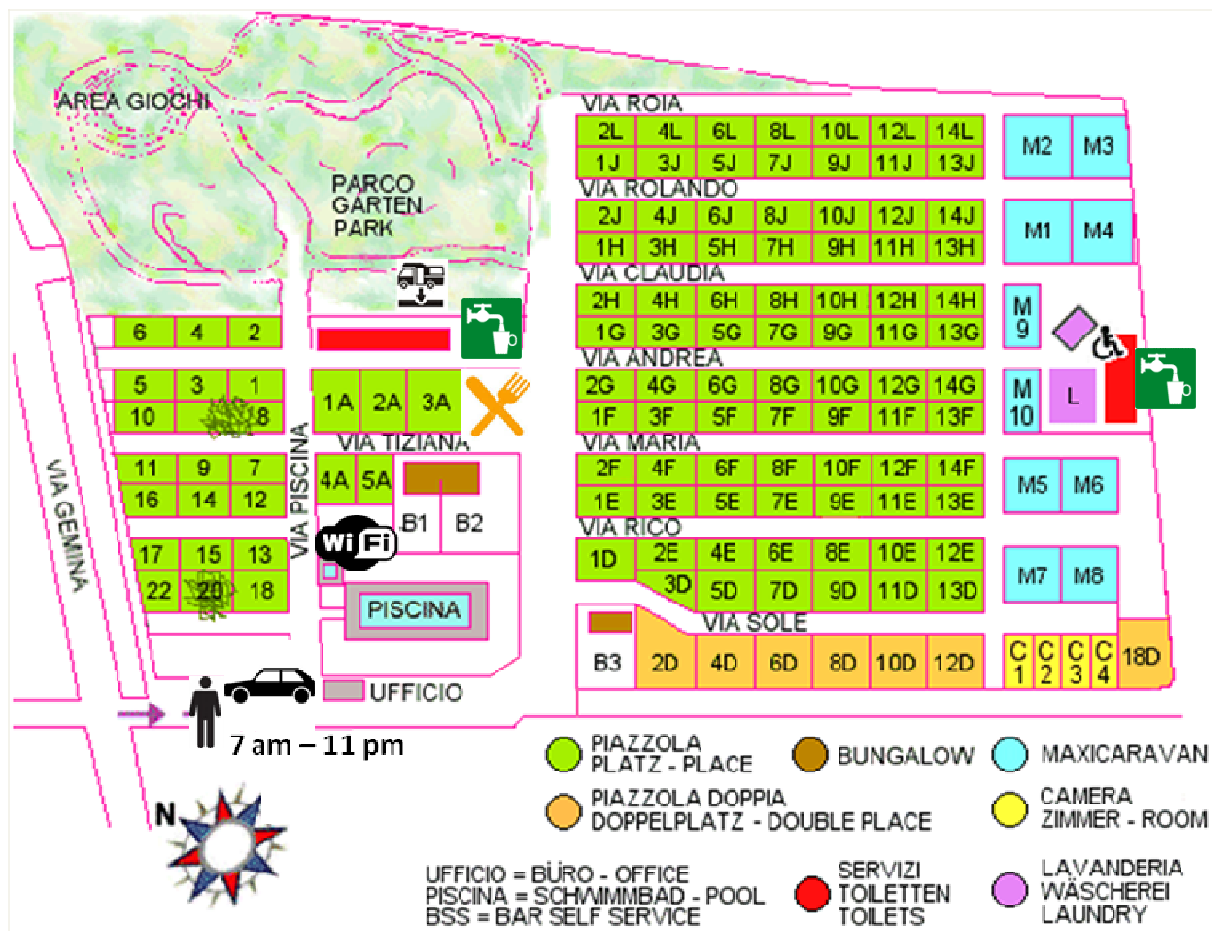 VIA ROIA
AREA GIOCHI
2L 4L 6L 8L 10L 12L 14L
M2 M3
1J 3J 5J 7J 9J 11J 13J
PARCO
GARTEN
PARK
VIA ROLANDO
2J 4J 6J 8J 10J 12J 14J
M1 M4
1H 3H 5H 7H 9H 11H 13H
VIA CLAUDIA
2H 4H 6H 8H 10H 12H 14H
M
9
6 4 2
1G 3G 5G 7G 9G 11G 13G
VIA ANDREA
5 3 1
1A 2A 3A
2G 4G 6G 8G 10G 12G 14G
M
10
L
10 8
1F 3F 5F 7F 9F 11F 13F
VIA TIZIANA
VIA MARIA
VIA PISCINA
VIA GEMINA
11 9 7
4A 5A
2F 4F 6F 8F 10F 12F 14F
M5 M6
16 14 12
1E 3E 5E 7E 9E 11E 13E
.B1 B2
VIA RICO
Wi Fi
17 15 13
1D 2E 4E 6E 8E 10E 12E
M7 M8
22 20 18
3D 5D 7D 9D 11D 13D
PISCINA
VIA SOLE
B3 2D 4D 6D 8D 10D 12D
C
1
C
2
C
3
C
4
18D
UFFICIO
7 am – 11 pm
PIAZZOLA
PLATZ - PLACE
BUNGALOW
MAXICARAVAN
PIAZZOLA DOPPIA
DOPPELPLATZ - DOUBLE PLACE
CAMERA
ZIMMER - ROOM
N
UFFICIO = BÜRO - OFFICE
PISCINA = SCHWIMMBAD - POOL
BSS = BAR SELF SERVICE
SERVIZI
TOILETTEN
TOILETS
LAVANDERIA
WÄSCHEREI
LAUNDRY